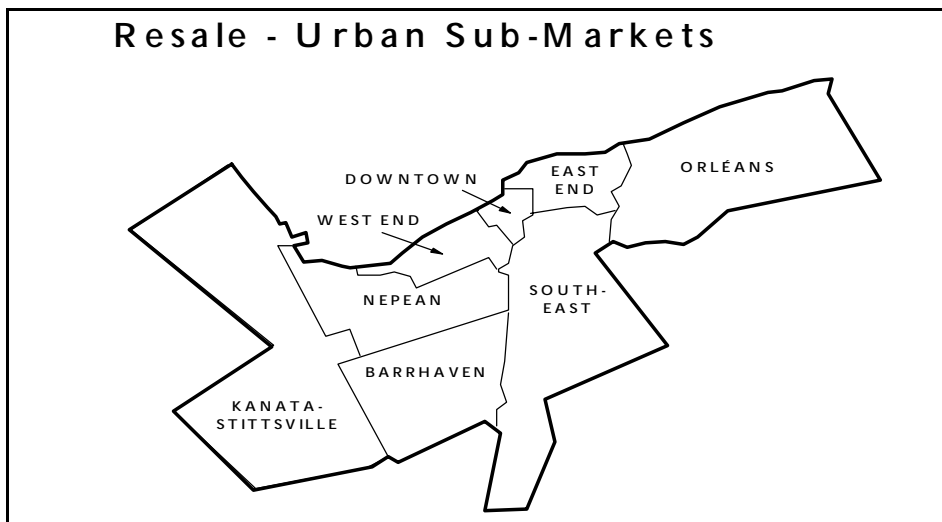 Resale - Urban Sub-Markets
ORLÉANS
EAST
END
DOWNTOWN
WEST END
NEPEAN
SOUTH-
EAST
BARRHAVEN
KANATA-
STITTSVILLE